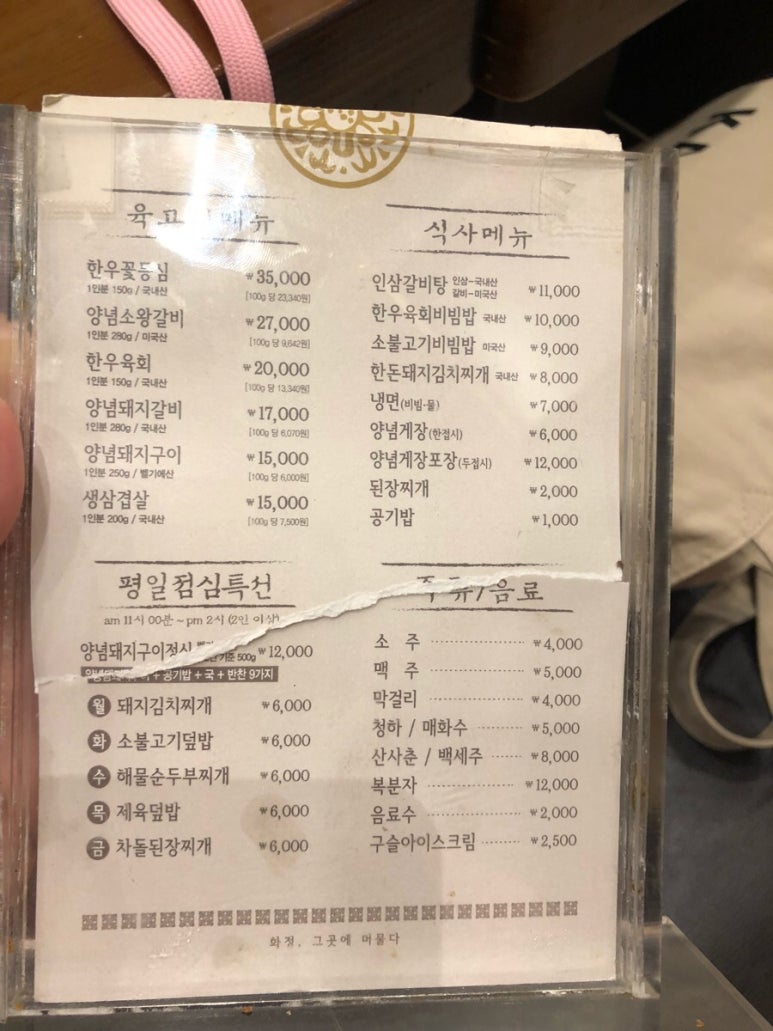 육고 메뉴
한우꽃등심 ₩35,000
1인분 150g / 국내산 [100g 당 23,340원]
양념소왕갈비 ₩27,000
1인분 280g / 미국산 [100g 당 9,642원]
한우육회 ₩20,000
1인분 150g / 국내산 [100g 당 13,340원]
양념돼지갈비 ₩17,000
1인분 280g / 국내산 [100g 당 6,070원]
양념돼지구이 ₩15,000
1인분 250g / 벨기에산 [100g 당 6,000원]
생삼겹살 ₩15,000
1인분 200g / 국내산 [100g 당 7,500원]
식사메뉴
인삼갈비탕 인삼-국내산 갈비-미국산 ₩11,000
한우육회비빔밥 국내산 ₩10,000
소불고기비빔밥 미국산 ₩9,000
한돈돼지김치찌개 국내산 ₩8,000
냉면(비빔·물) ₩7,000
양념게장(한접시) ₩6,000
양념게장포장(두접시) ₩12,000
된장찌개 ₩2,000
공기밥 ₩1,000
평일점심특선
am 11시 00분 ~ pm 2시 (2인 이상)
양념돼지구이정식 기준 500g ₩12,000
+ 공기밥 + 국 + 반찬 9가지
월 돼지김치찌개 ₩6,000
화 소불고기덮밥 ₩6,000
수 해물순두부찌개 ₩6,000
목 제육덮밥 ₩6,000
금 차돌된장찌개 ₩6,000
주류/음료
소 주 ₩4,000
맥 주 ₩5,000
막걸리 ₩4,000
청하 / 매화수 ₩5,000
산사춘 / 백세주 ₩8,000
복분자 ₩12,000
음료수 ₩2,000
구슬아이스크림 ₩2,500
화정, 그곳에 머물다